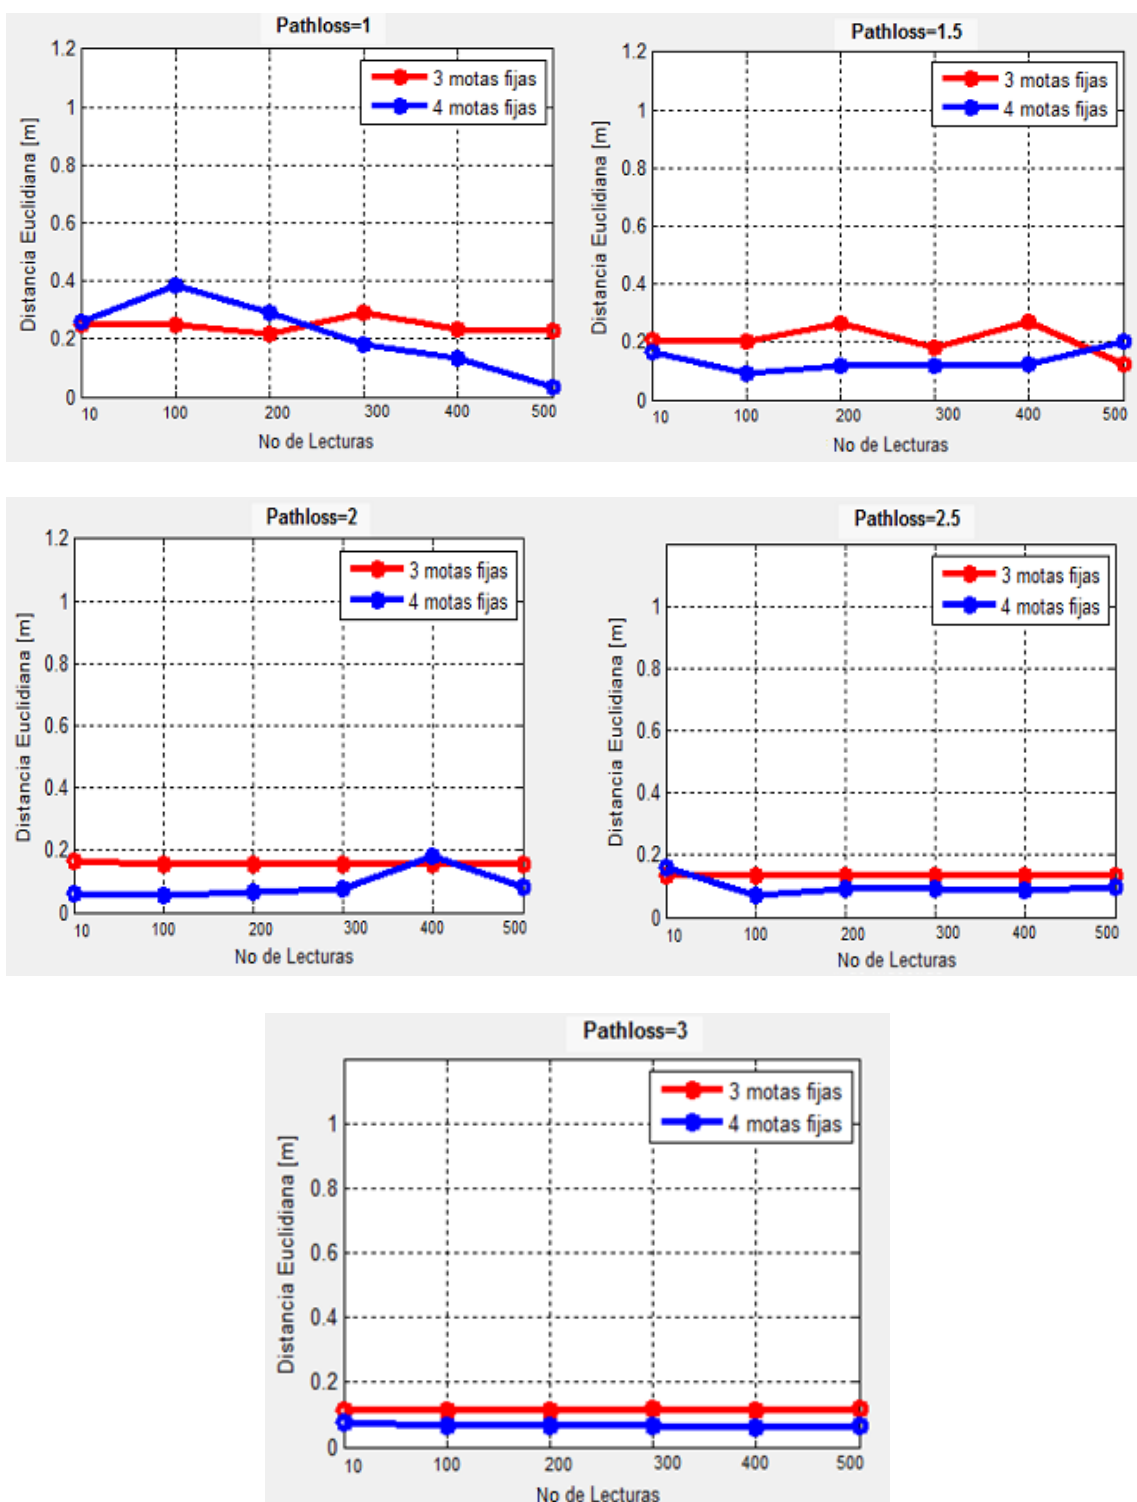 Pathloss=1
1.2
1
0.8
0.6
0.4
0.2
0
Distancia Euclidiana [m]
3 motas fijas
4 motas fijas
10 100 200 300 400 500
No de Lecturas
Pathloss=1.5
1.2
1
0.8
0.6
0.4
0.2
0
Distancia Euclidiana [m]
3 motas fijas
4 motas fijas
10 100 200 300 400 500
No de Lecturas
Pathloss=2
1.2
1
0.8
0.6
0.4
0.2
0
Distancia Euclidiana [m]
3 motas fijas
4 motas fijas
10 100 200 300 400 500
No de Lecturas
Pathloss=2.5
1
0.8
0.6
0.4
0.2
0
Distancia Euclidiana [m]
3 motas fijas
4 motas fijas
10 100 200 300 400 500
No de Lecturas
Pathloss=3
1
0.8
0.6
0.4
0.2
0
Distancia Euclidiana [m]
3 motas fijas
4 motas fijas
10 100 200 300 400 500
No de Lecturas